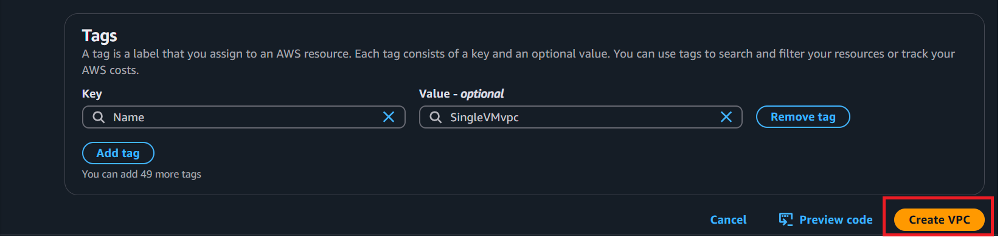 Tags
A tag is a label that you assign to an AWS resource. Each tag consists of a key and an optional value. You can use tags to search and filter your resources or track your
AWS costs.
Key
Value - optional
Name
SingleVMvpc
Remove tag
Add tag
You can add 49 more tags
Cancel
Preview code
Create VPC